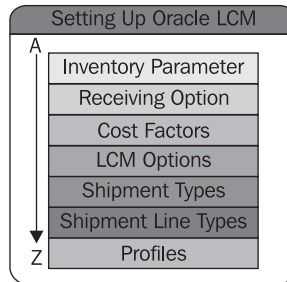 Setting Up Oracle LCM
A
Inventory Parameter
Receiving Option
Cost Factors
LCM Options
Shipment Types
Shipment Line Types
Profiles
Z